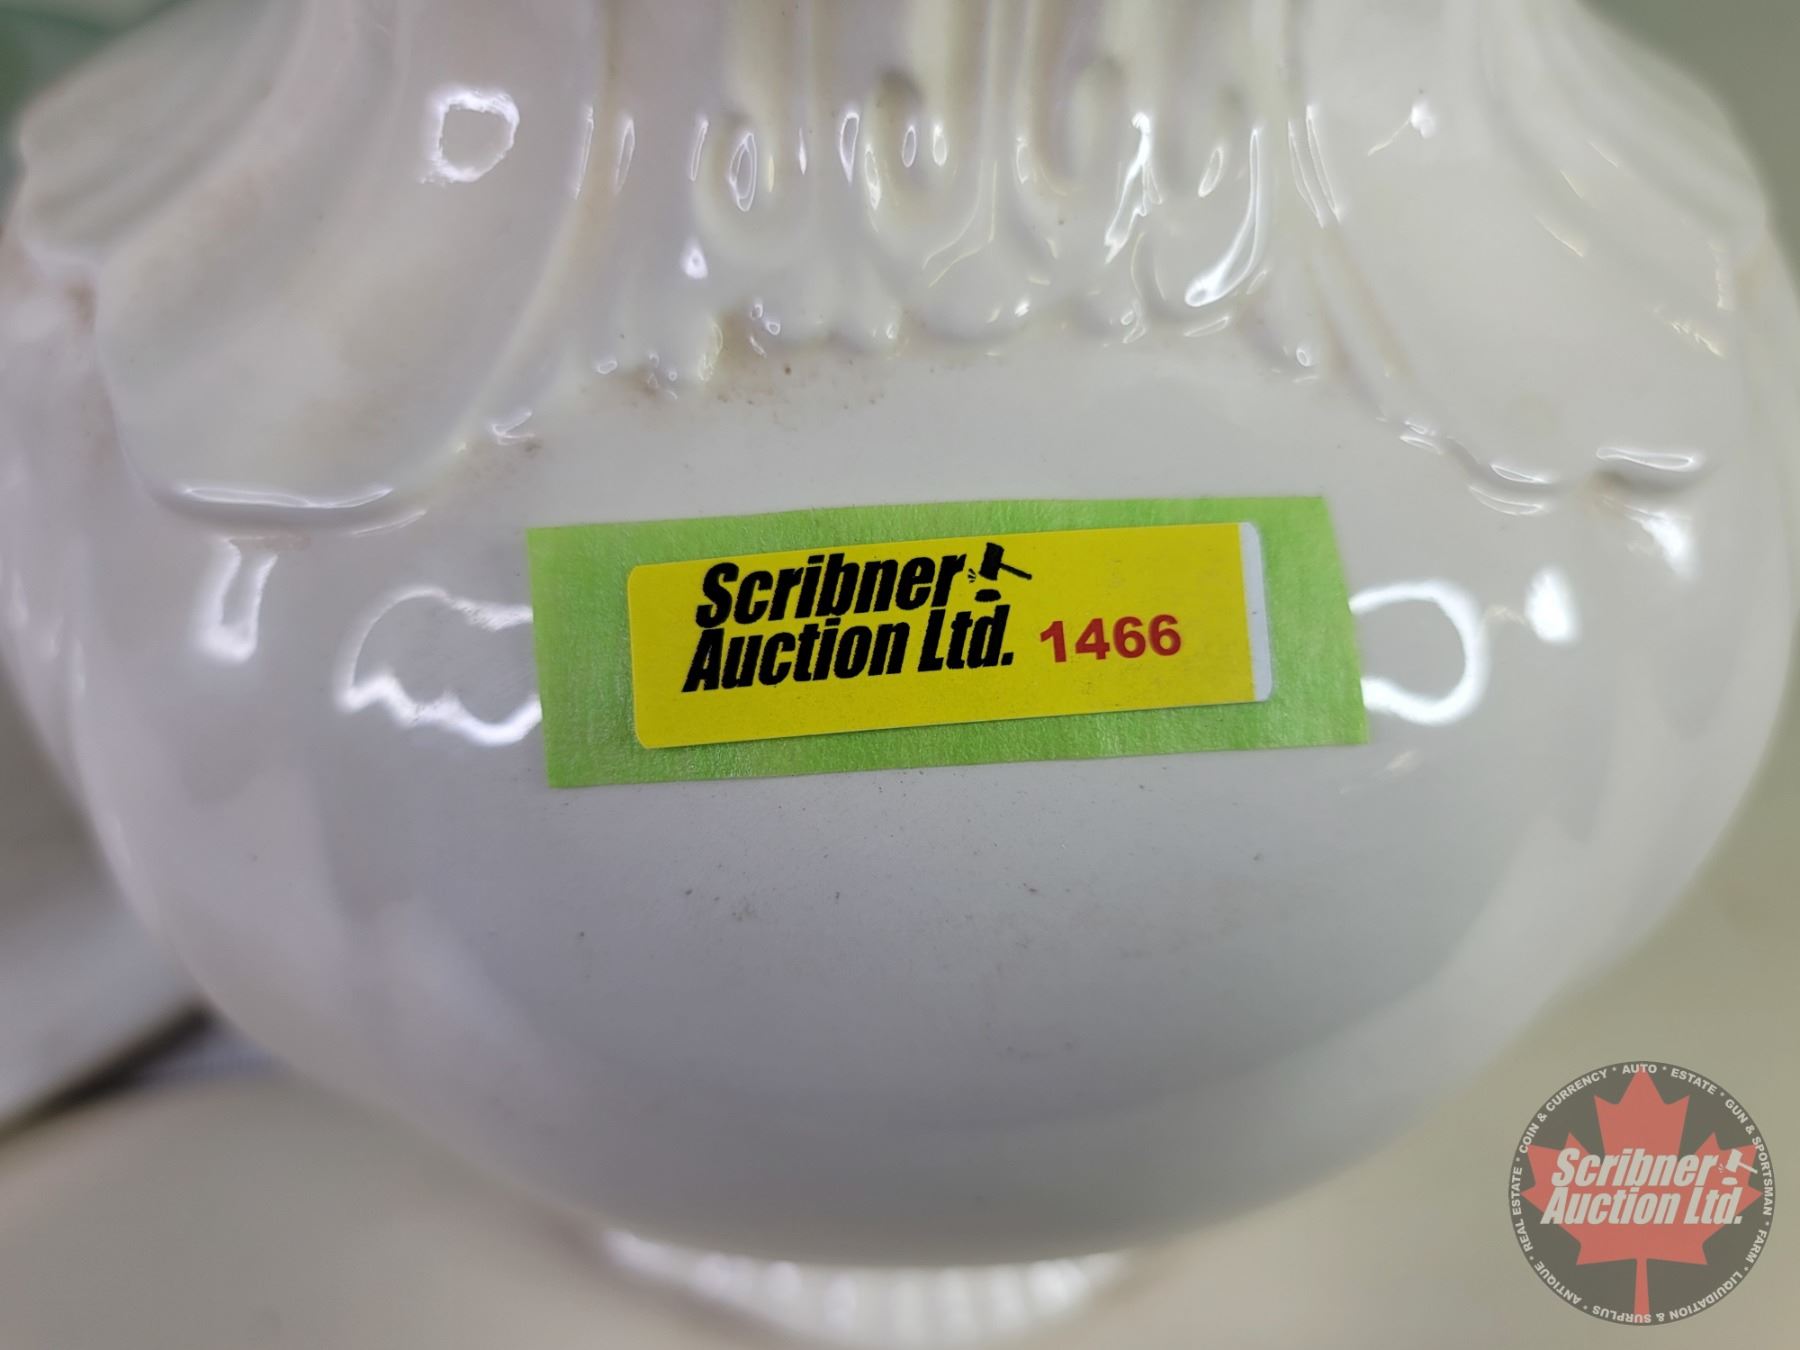 Scribner
Auction Ltd. 1466
COIN & CURRENCY * AUTO * ESTATE * GUN & SPORTSMAN * FARM * LIQUIDATION & SURPLUS * ANTIQUE * REAL ESTATE *
Scribner
Auction Ltd.